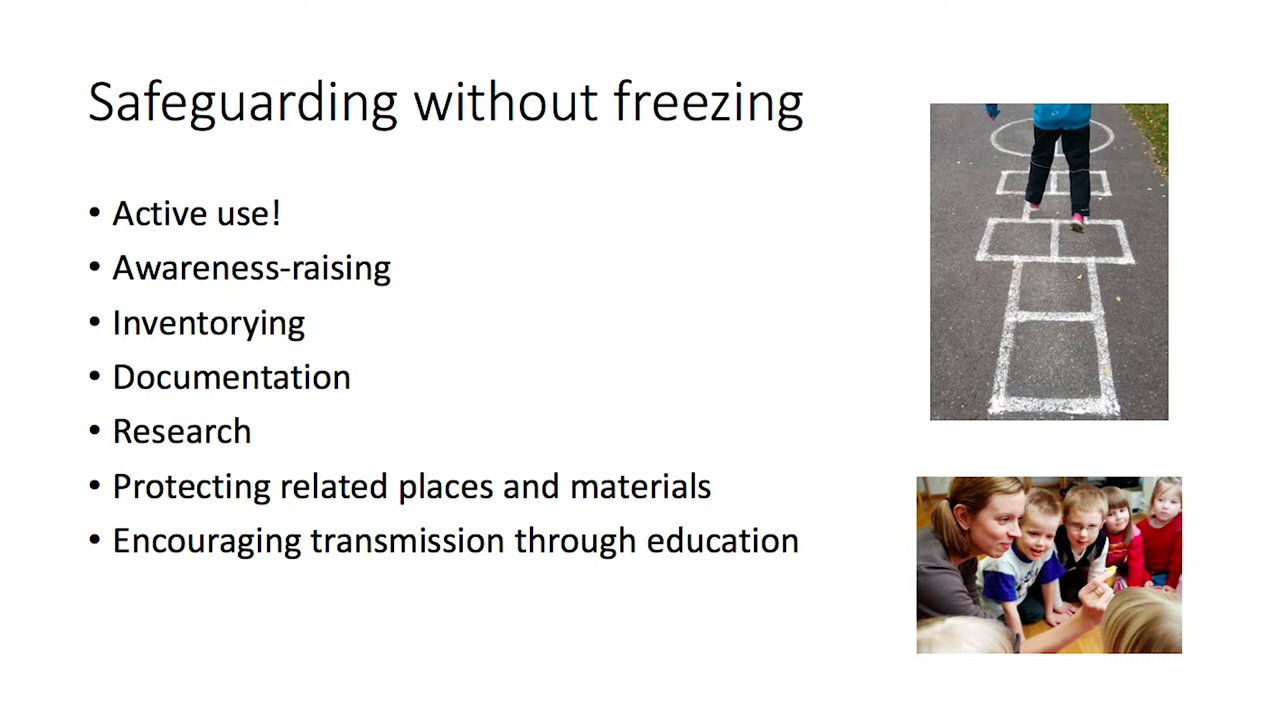 Safeguarding without freezing
• Active use!
• Awareness-raising
• Inventorying
• Documentation
• Research
• Protecting related places and materials
• Encouraging transmission through education